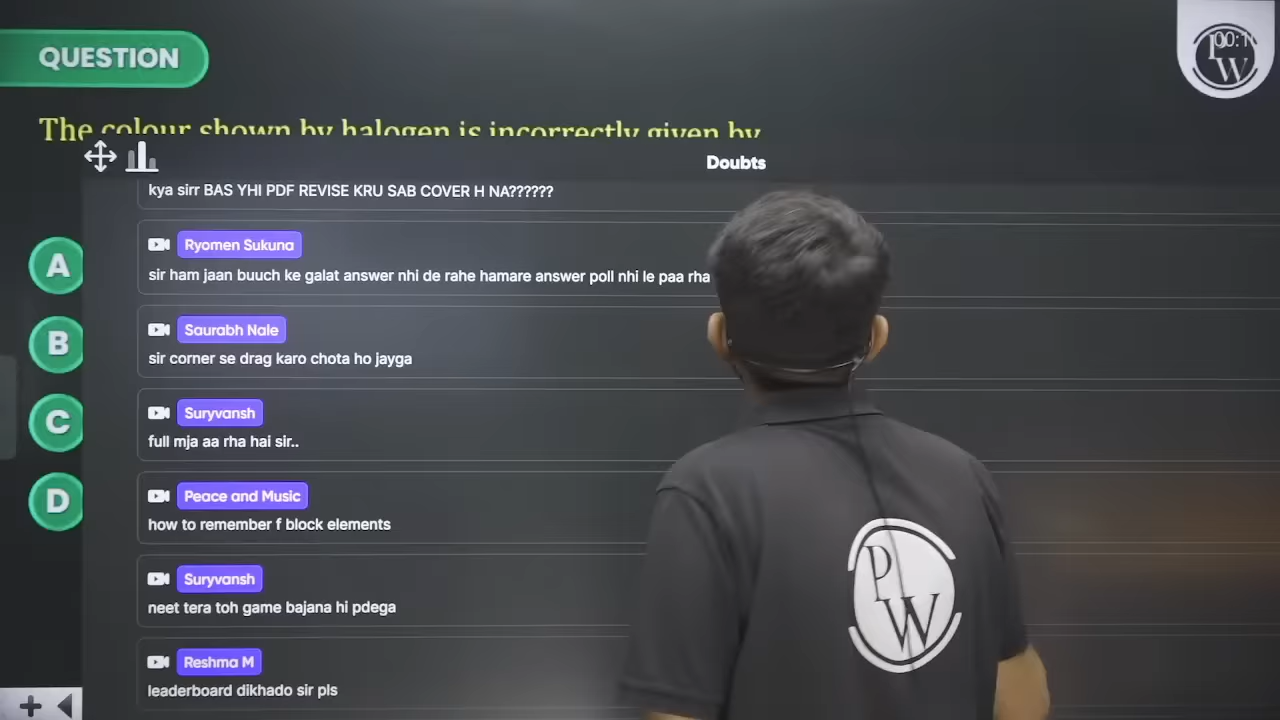 QUESTION
00:1
PW
The colour shown by halogen is incorrectly given by
Doubts
kya sirr BAS YHI PDF REVISE KRU SAB COVER H NA??????
A
Ryomen Sukuna
sir ham jaan buuch ke galat answer nhi de rahe hamare answer poll nhi le paa rha
B
Saurabh Nale
sir corner se drag karo chota ho jayga
C
Suryvansh
full mja aa rha hai sir..
D
Peace and Music
how to remember f block elements
Suryvansh
neet tera toh game bajana hi pdega
Reshma M
leaderboard dikhado sir pls
PW